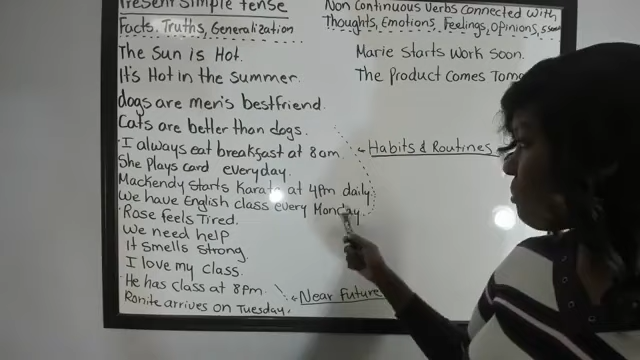 Present Simple Tense
Facts, Truths, Generalization
The Sun is Hot.
It's Hot in the Summer.
dogs are men's bestfriend.
Cats are better than dogs.
I always eat breakfast at 8am.
She plays card everyday.
Mackendy starts Karate at 4pm daily
We have English class every Monday.
Rose feels Tired.
We need help
It smells strong.
I love my class.
He has class at 8pm.
Ronite arrives on Tuesday.
Non Continuous Verbs Connected With
Thoughts, Emotions, Feelings, Opinions,
Marie starts work soon.
The Product Comes
Habits & Routines
Near Future